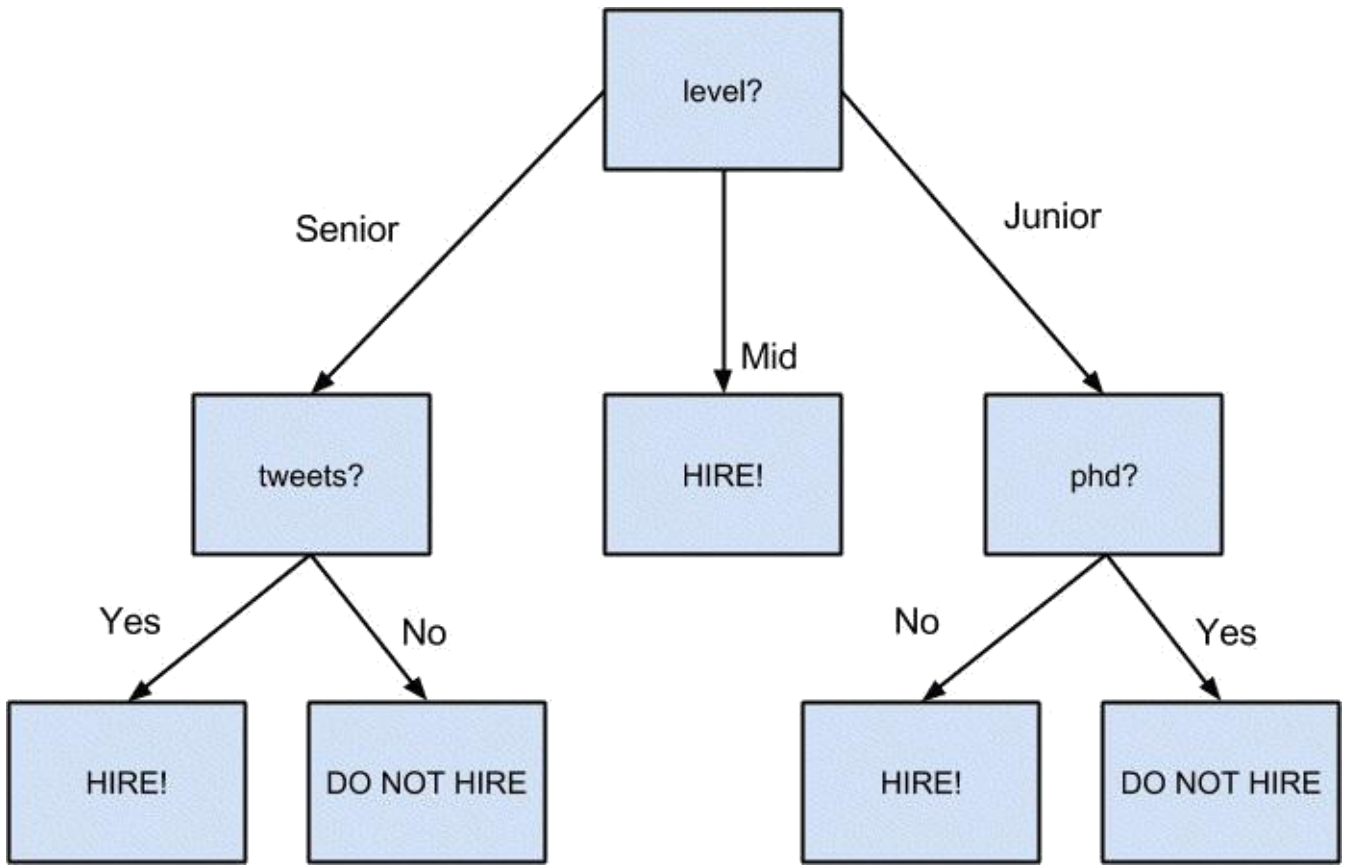 level?
Senior
Junior
Mid
tweets?
HIRE!
phd?
Yes
No
No
Yes
HIRE!
DO NOT HIRE
HIRE!
DO NOT HIRE